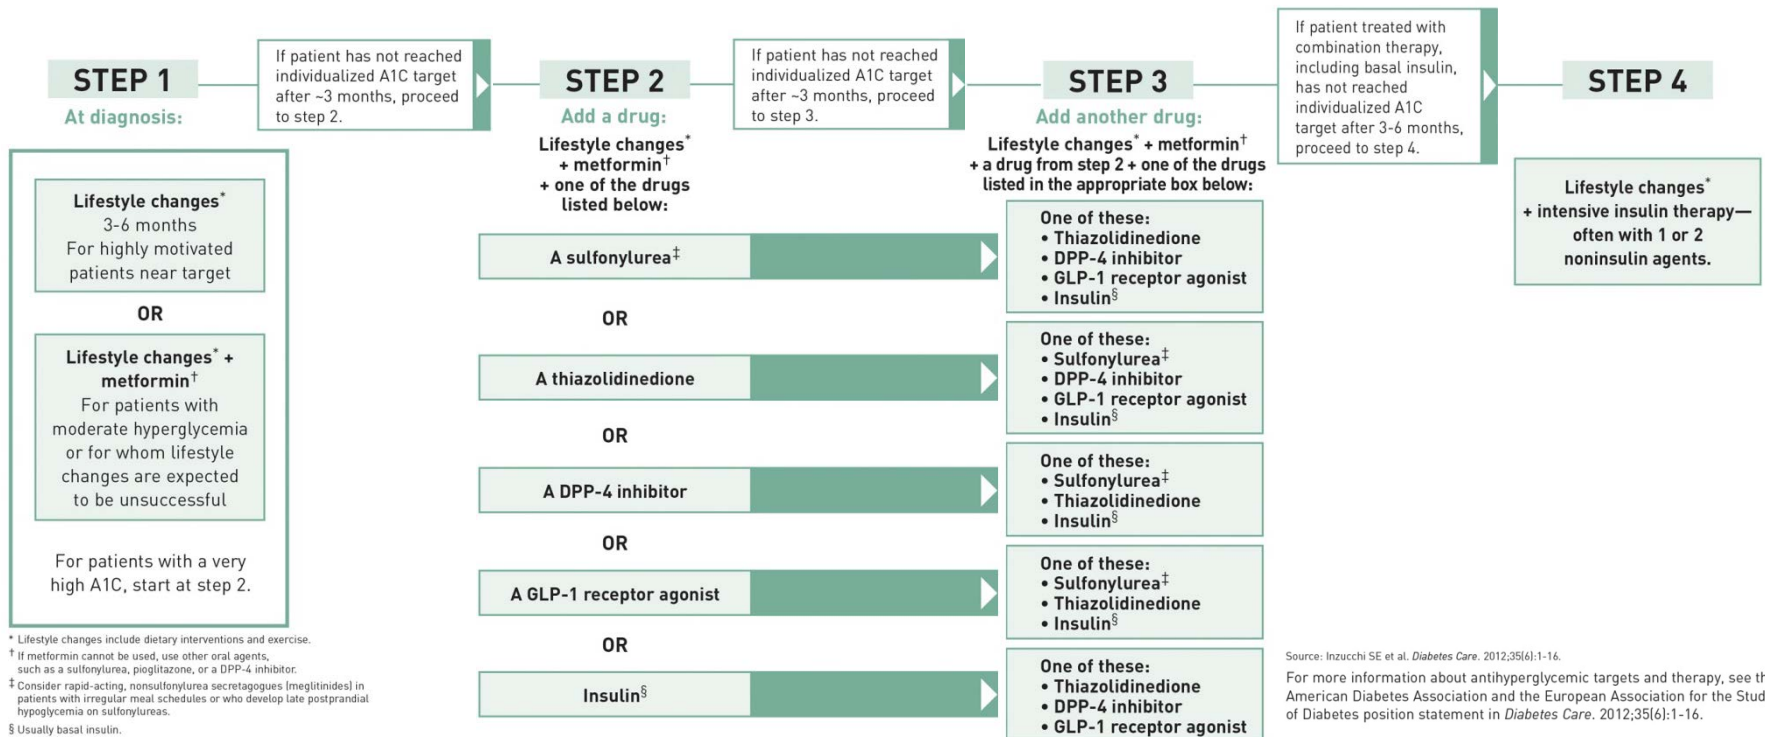 STEP 1
At diagnosis:
Lifestyle changes*
3-6 months
For highly motivated
patients near target
OR
Lifestyle changes* +
metformin†
For patients with
moderate hyperglycemia
or for whom lifestyle
changes are expected
to be unsuccessful
For patients with a very
high A1C, start at step 2.
If patient has not reached
individualized A1C target
after ~3 months, proceed
to step 2.
STEP 2
Add a drug:
Lifestyle changes*
+ metformin†
+ one of the drugs
listed below:
A sulfonylurea‡
OR
A thiazolidinedione
OR
A DPP-4 inhibitor
OR
A GLP-1 receptor agonist
OR
Insulin§
If patient has not reached
individualized A1C target
after ~3 months, proceed
to step 3.
STEP 3
Add another drug:
Lifestyle changes* + metformin†
+ a drug from step 2 + one of the drugs
listed in the appropriate box below:
One of these:
• Thiazolidinedione
• DPP-4 inhibitor
• GLP-1 receptor agonist
• Insulin§
One of these:
• Sulfonylurea‡
• DPP-4 inhibitor
• GLP-1 receptor agonist
• Insulin§
One of these:
• Sulfonylurea‡
• Thiazolidinedione
• Insulin§
One of these:
• Sulfonylurea‡
• Thiazolidinedione
• Insulin§
One of these:
• Thiazolidinedione
• DPP-4 inhibitor
• GLP-1 receptor agonist
If patient treated with
combination therapy,
including basal insulin,
has not reached
individualized A1C
target after 3-6 months,
proceed to step 4.
STEP 4
Lifestyle changes*
+ intensive insulin therapy—
often with 1 or 2
noninsulin agents.
* Lifestyle changes include dietary interventions and exercise.
† If metformin cannot be used, use other oral agents,
such as a sulfonylurea, pioglitazone, or a DPP-4 inhibitor.
‡ Consider rapid-acting, nonsulfonylurea secretagogues (meglitinides) in
patients with irregular meal schedules or who develop late postprandial
hypoglycemia on sulfonylureas.
§ Usually basal insulin.
Source: Inzucchi SE et al. Diabetes Care. 2012;35(6):1-16.
For more information about antihyperglycemic targets and therapy, see th
American Diabetes Association and the European Association for the Stud
of Diabetes position statement in Diabetes Care. 2012;35(6):1-16.